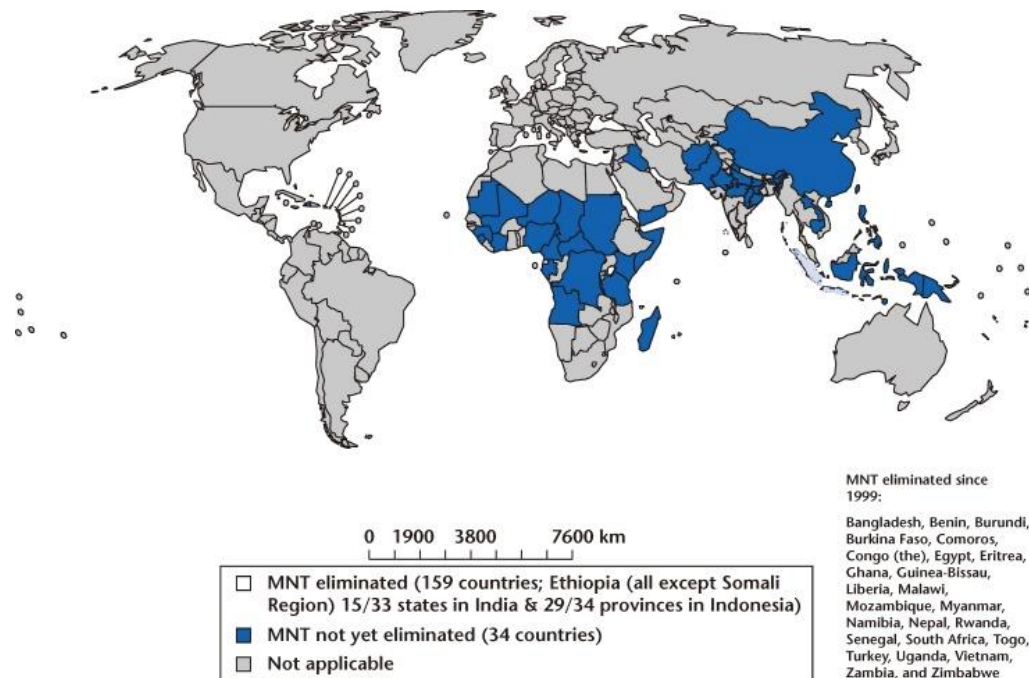 MNT eliminated since
1999:
Bangladesh, Benin, Burundi,
Burkina Faso, Comoros,
Congo (the), Egypt, Eritrea,
Ghana, Guinea-Bissau,
Liberia, Malawi,
Mozambique, Myanmar,
Namibia, Nepal, Rwanda,
Senegal, South Africa, Togo,
Turkey, Uganda, Vietnam,
Zambia, and Zimbabwe
0 1900 3800 7600 km
MNT eliminated (159 countries; Ethiopia (all except Somali
Region) 15/33 states in India & 29/34 provinces in Indonesia)
MNT not yet eliminated (34 countries)
Not applicable